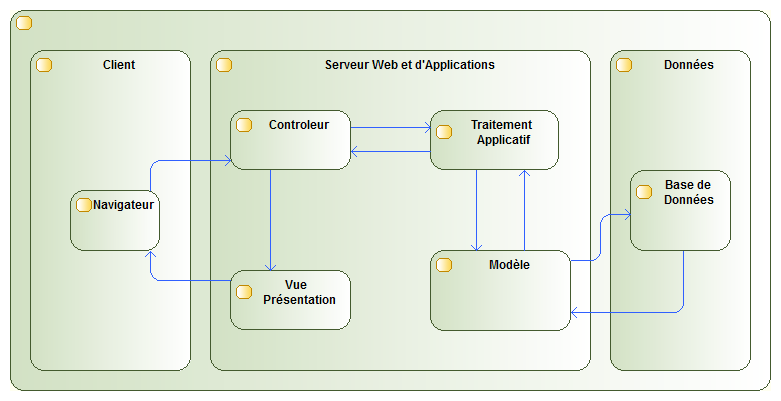 Client
Serveur Web et d'Applications
Données
Controleur
Traitement
Applicatif
Navigateur
Base de
Données
Vue
Présentation
Modèle